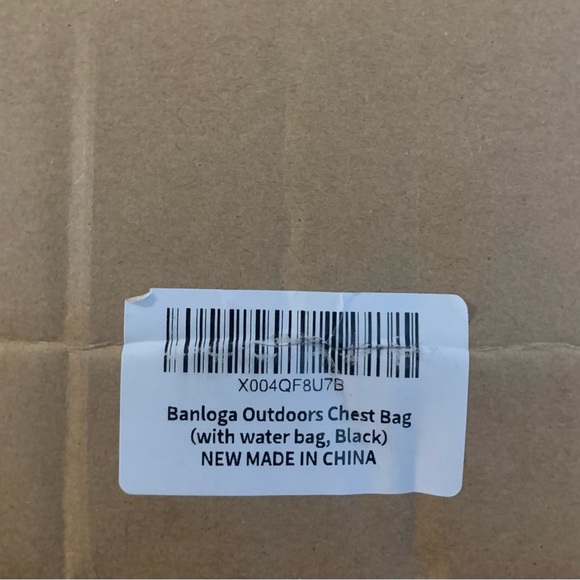 X004QF8U7B
Banloga Outdoors Chest Bag
(with water bag, Black)
NEW MADE IN CHINA